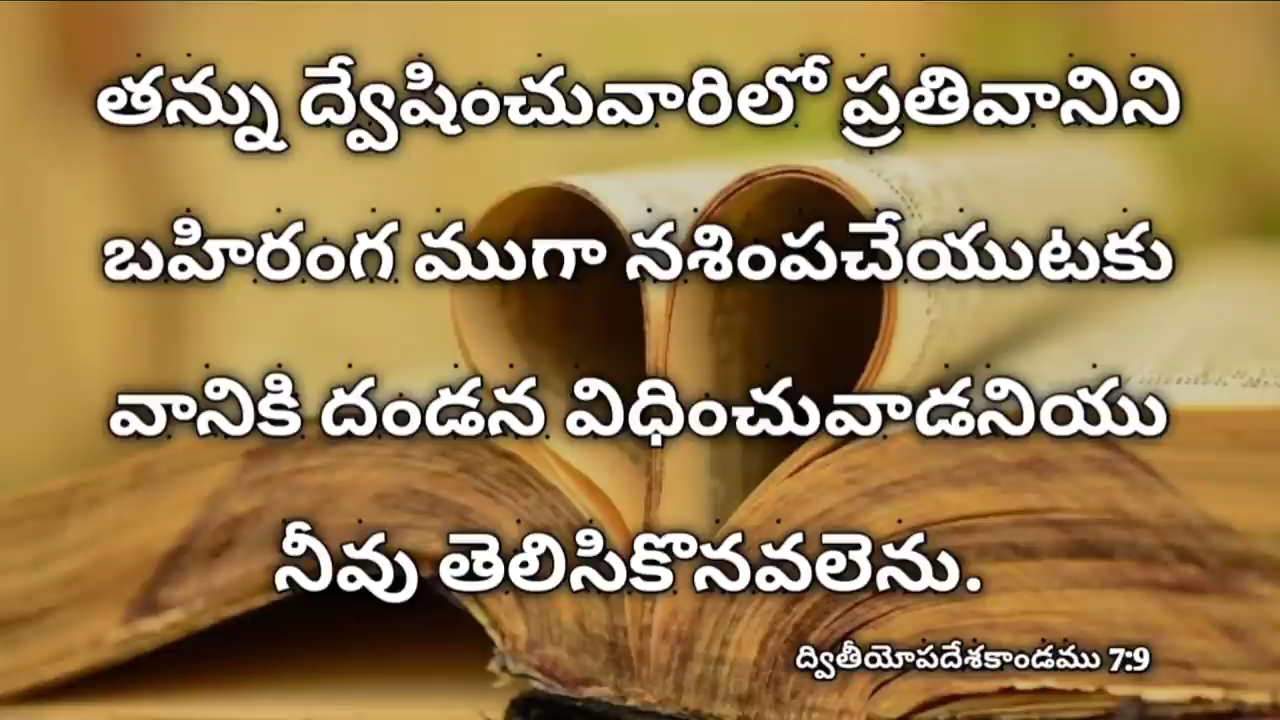 తన్ను ద్వేషించువారిలో ప్రతివానిని
బహిరంగ ముగా నశింపచేయుటకు
వానికి దండన విధించువాడనియు
నీవు తెలిసికొనవలెను.
ద్వితీయోపదేశకాండము 7:9